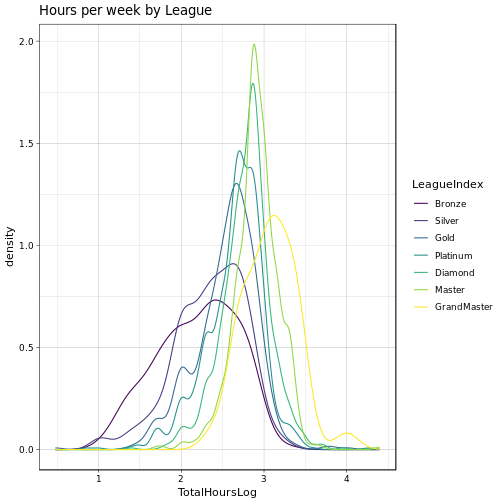 Hours per week by League
2.0
1.5
1.0
0.5
0.0
density
1
2
3
4
TotalHoursLog
LeagueIndex
Bronze
Silver
Gold
Platinum
Diamond
Master
GrandMaster